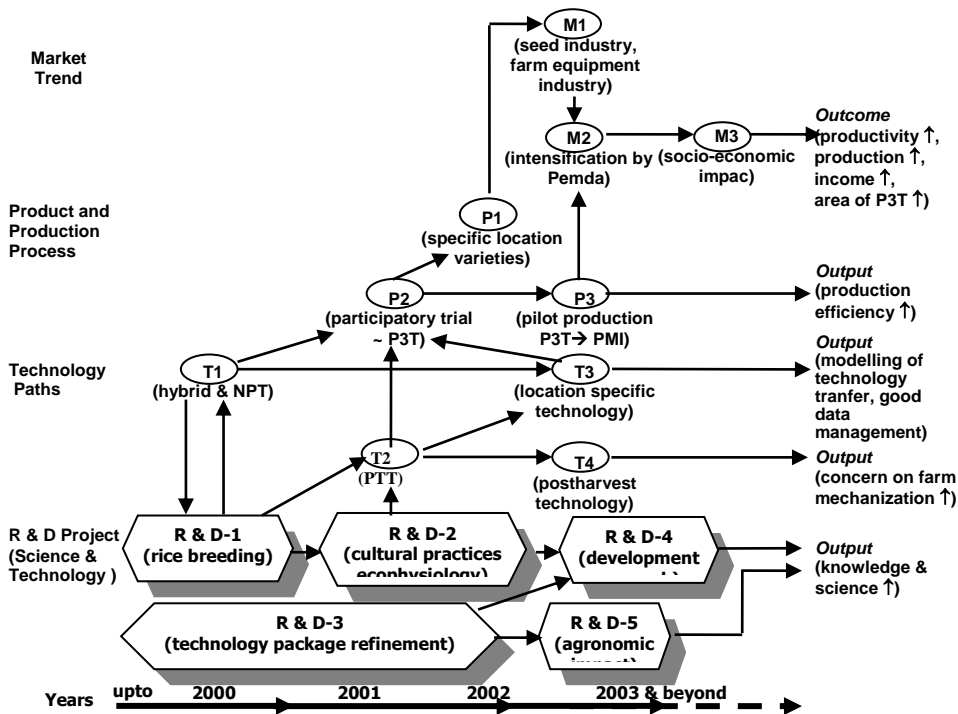 M1
(seed industry,
farm equipment
industry)
Market
Trend
M2
(intensification by
Pemda)
M3
(socio-economic
impac)
Outcome
(productivity ↑,
production ↑,
income ↑,
area of P3T ↑)
Product and
Production
Process
P1
(specific location
varieties)
P2
(participatory trial
~ P3T)
P3
(pilot production
P3T→ PMI)
Output
(production
efficiency ↑)
Technology
Paths
T1
(hybrid & NPT)
T3
(location specific
technology)
Output
(modelling of
technology
tranfer, good
data
management)
T2
(PTT)
T4
(postharvest
technology)
Output
(concern on farm
mechanization ↑)
R & D Project
(Science &
Technology )
R & D-1
(rice breeding)
R & D-2
(cultural practices
ecophysiology)
R & D-4
(development
Output
(knowledge &
science ↑)
R & D-3
(technology package refinement)
R & D-5
(agronomic
impact)
Years upto 2000 2001 2002 2003 & beyond